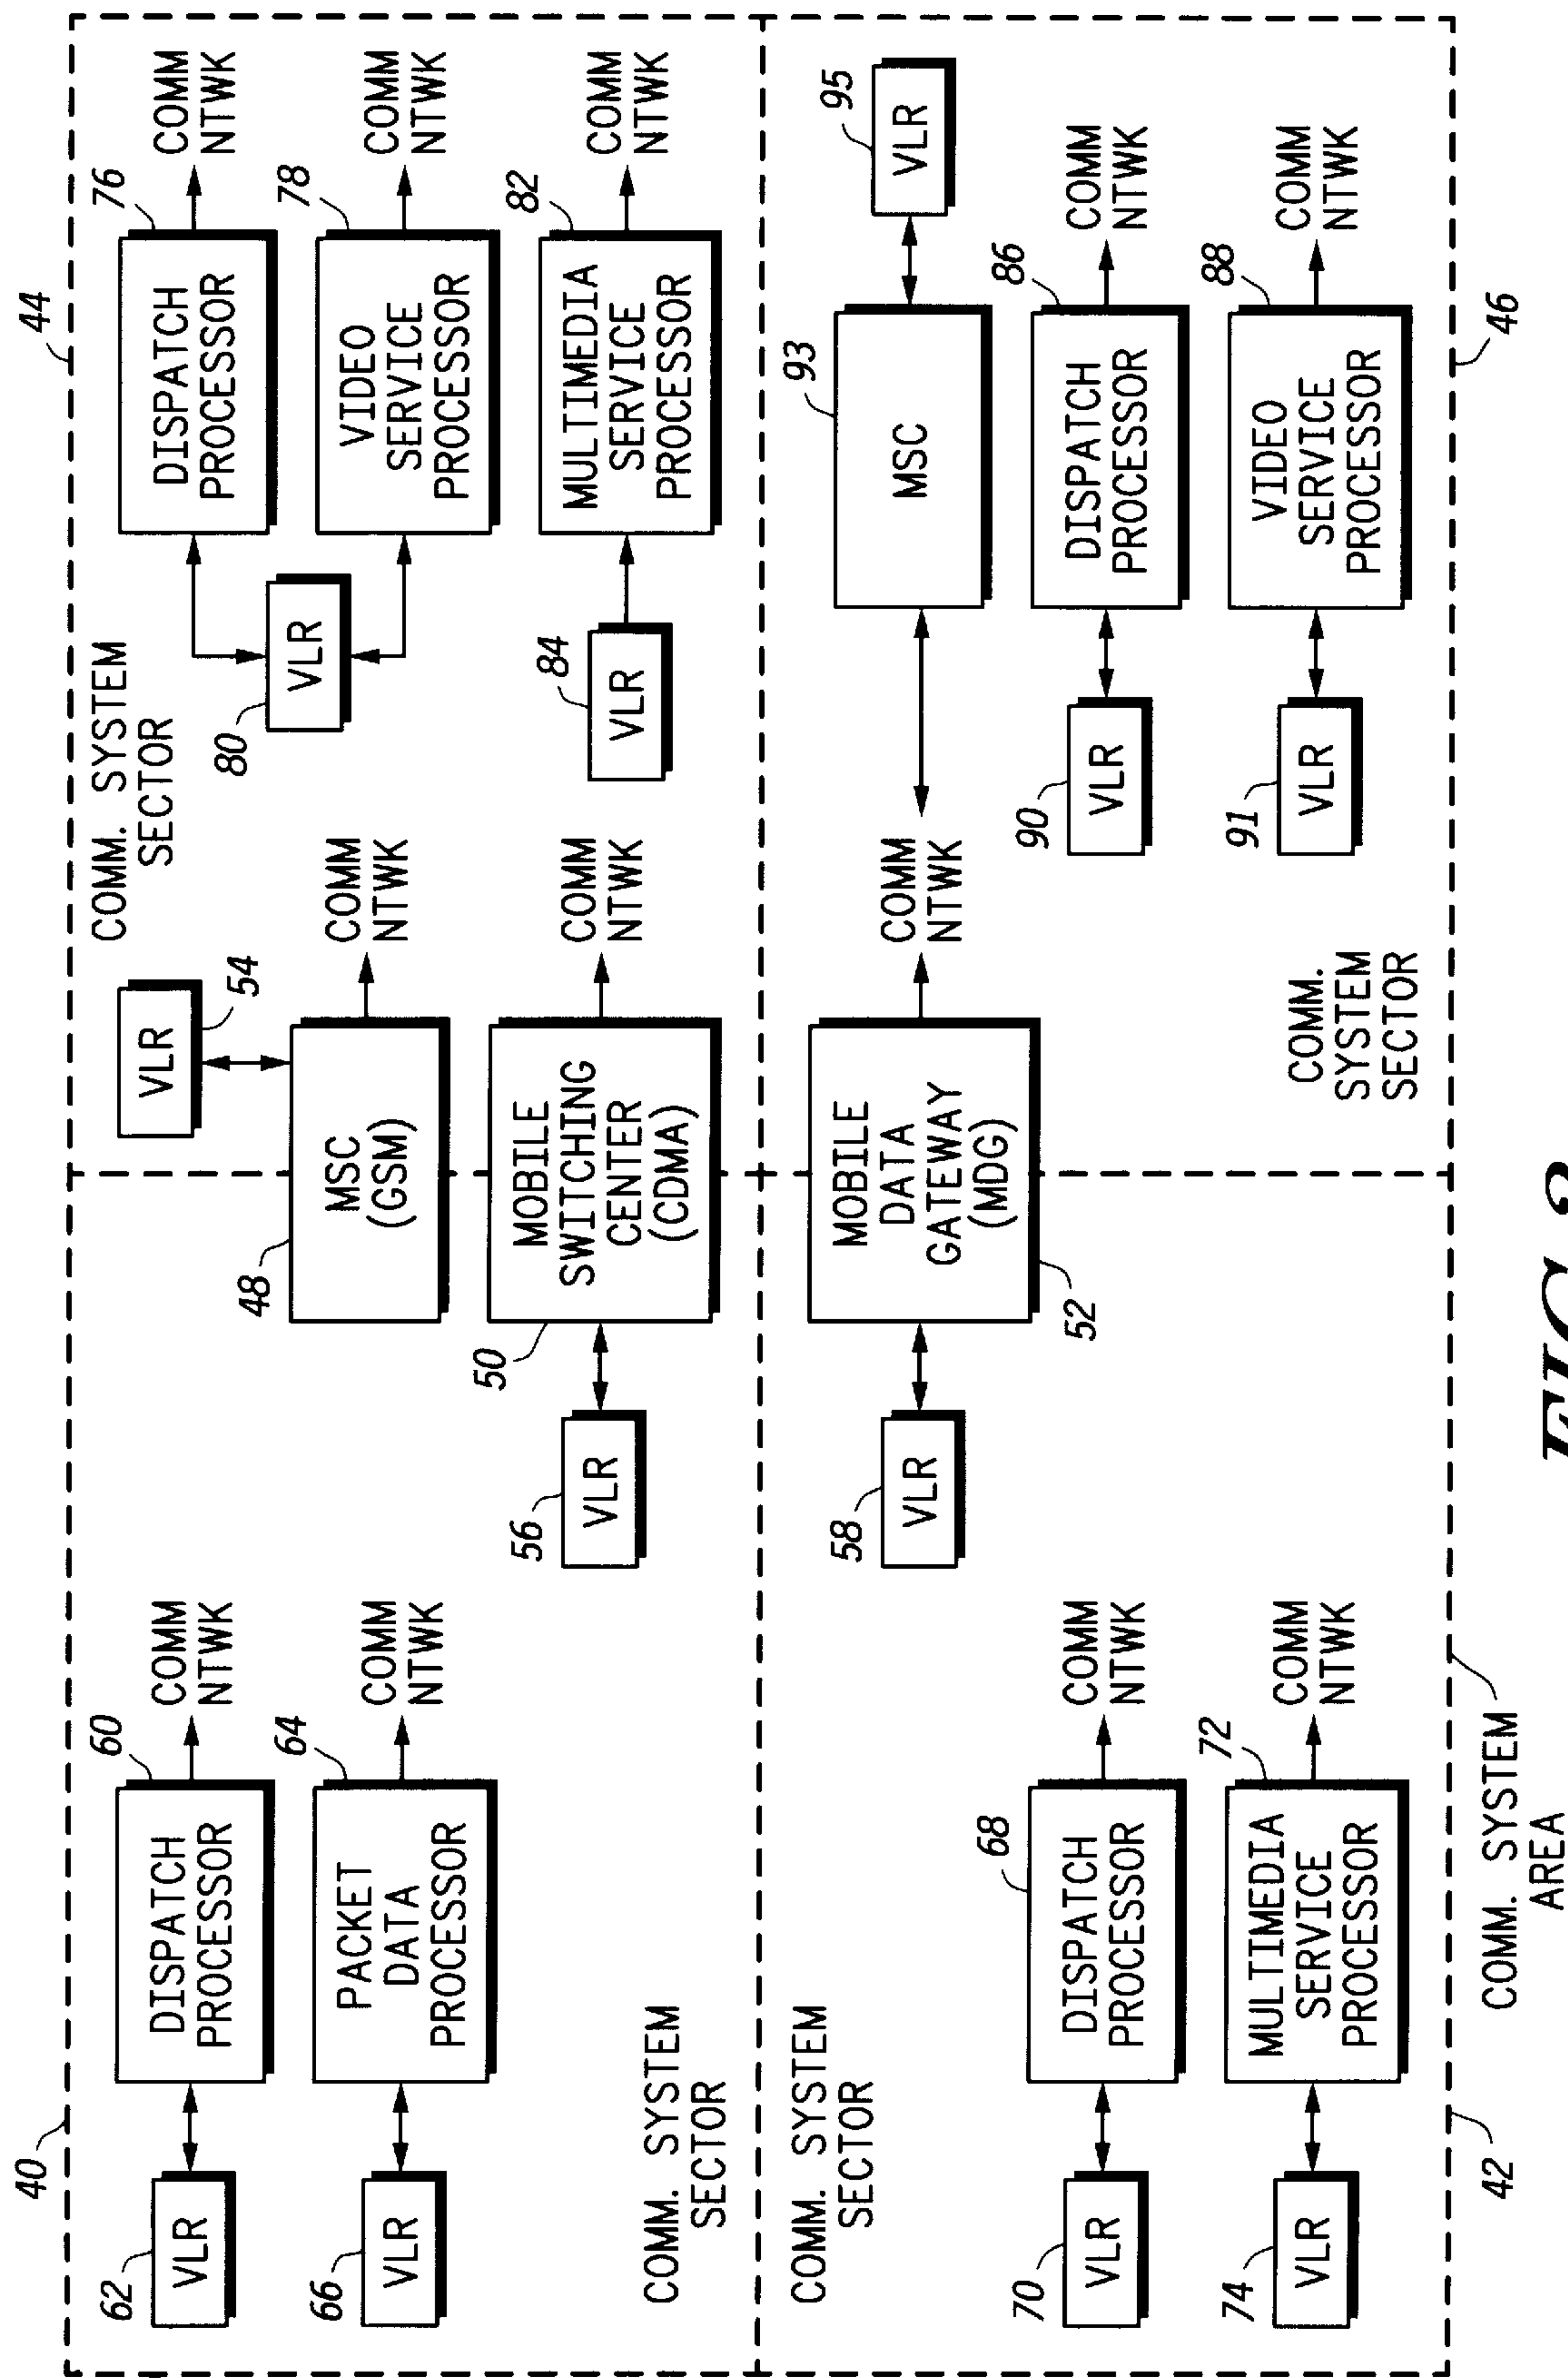 40
62
VLR
DISPATCH
PROCESSOR
60
COMM
NTWK
66
VLR
PACKET
DATA
PROCESSOR
64
COMM
NTWK
COMM. SYSTEM
SECTOR
VLR
54
48
MSC
(GSM)
COMM
NTWK
56
VLR
50
MOBILE
SWITCHING
CENTER
(CDMA)
COMM
NTWK
44
COMM. SYSTEM
SECTOR
80
VLR
DISPATCH
PROCESSOR
76
COMM
NTWK
VIDEO
SERVICE
PROCESSOR
78
COMM
NTWK
84
VLR
MULTIMEDIA
SERVICE
PROCESSOR
82
COMM
NTWK
COMM. SYSTEM
SECTOR
70
VLR
68
DISPATCH
PROCESSOR
COMM
NTWK
74
VLR
MULTIMEDIA
SERVICE
PROCESSOR
72
COMM
NTWK
42
COMM. SYSTEM
AREA
58
VLR
MOBILE
DATA
GATEWAY
(MDG)
52
COMM
NTWK
93
MSC
95
VLR
90
VLR
DISPATCH
PROCESSOR
86
COMM
NTWK
91
VLR
VIDEO
SERVICE
PROCESSOR
88
COMM
NTWK
COMM.
SYSTEM
SECTOR
46